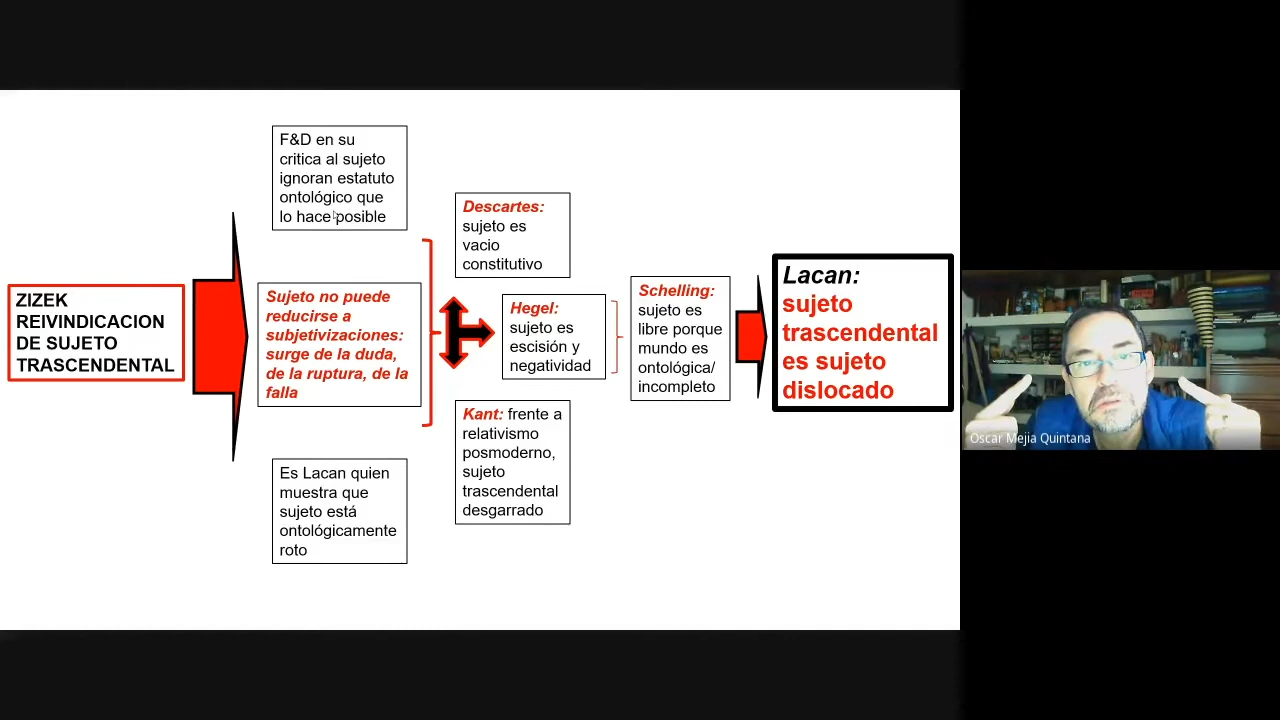 ZIZEK
REIVINDICACION
DE SUJETO
TRASCENDENTAL
F&D en su
critica al sujeto
ignoran estatuto
ontológico que
lo hace posible
Sujeto no puede
reducirse a
subjetivizaciones:
surge de la duda,
de la ruptura, de la
falla
Es Lacan quien
muestra que
sujeto está
ontológicamente
roto
Descartes:
sujeto es
vacio
constitutivo
Hegel:
sujeto es
escisión y
negatividad
Kant: frente a
relativismo
posmoderno,
sujeto
trascendental
desgarrado
Schelling:
sujeto es
libre porque
mundo es
ontológica/
incompleto
Lacan:
sujeto
trascendental
es sujeto
dislocado
Oscar Mejia Quintana